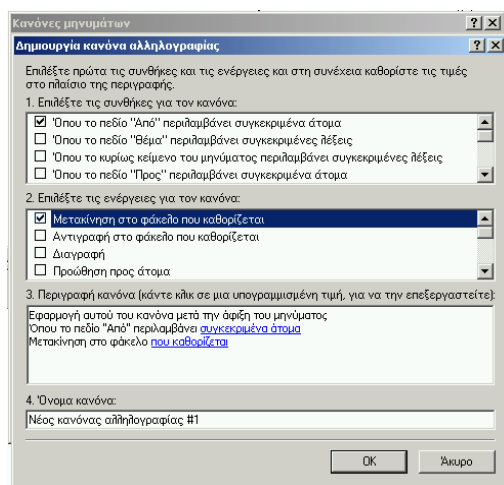 Κανόνες μηνυμάτων
Δημιουργία κανόνα αλληλογραφίας
Επιλέξτε πρώτα τις συνθήκες και τις ενέργειες και στη συνέχεια καθορίστε τις τιμές
στο πλαίσιο της περιγραφής.
1. Επιλέξτε τις συνθήκες για τον κανόνα:
Όπου το πεδίο "Από" περιλαμβάνει συγκεκριμένα άτομα
Όπου το πεδίο "Θέμα" περιλαμβάνει συγκεκριμένες λέξεις
Όπου το κυρίως κείμενο του μηνύματος περιλαμβάνει συγκεκριμένες λέξεις
Όπου το πεδίο "Προς" περιλαμβάνει συγκεκριμένα άτομα
2. Επιλέξτε τις ενέργειες για τον κανόνα:
Μετακίνηση στο φάκελο που καθορίζεται
Αντιγραφή στο φάκελο που καθορίζεται
Διαγραφή
Προώθηση προς άτομα
3. Περιγραφή κανόνα (κάντε κλικ σε μια υπογραμμισμένη τιμή, για να την επεξεργαστείτε):
Εφαρμογή αυτού του κανόνα μετά την άφιξη του μηνύματος
Όπου το πεδίο "Από" περιλαμβάνει συγκεκριμένα άτομα
Μετακίνηση στο φάκελο που καθορίζεται
4. Όνομα κανόνα:
Νέος κανόνας αλληλογραφίας #1
OK Άκυρο